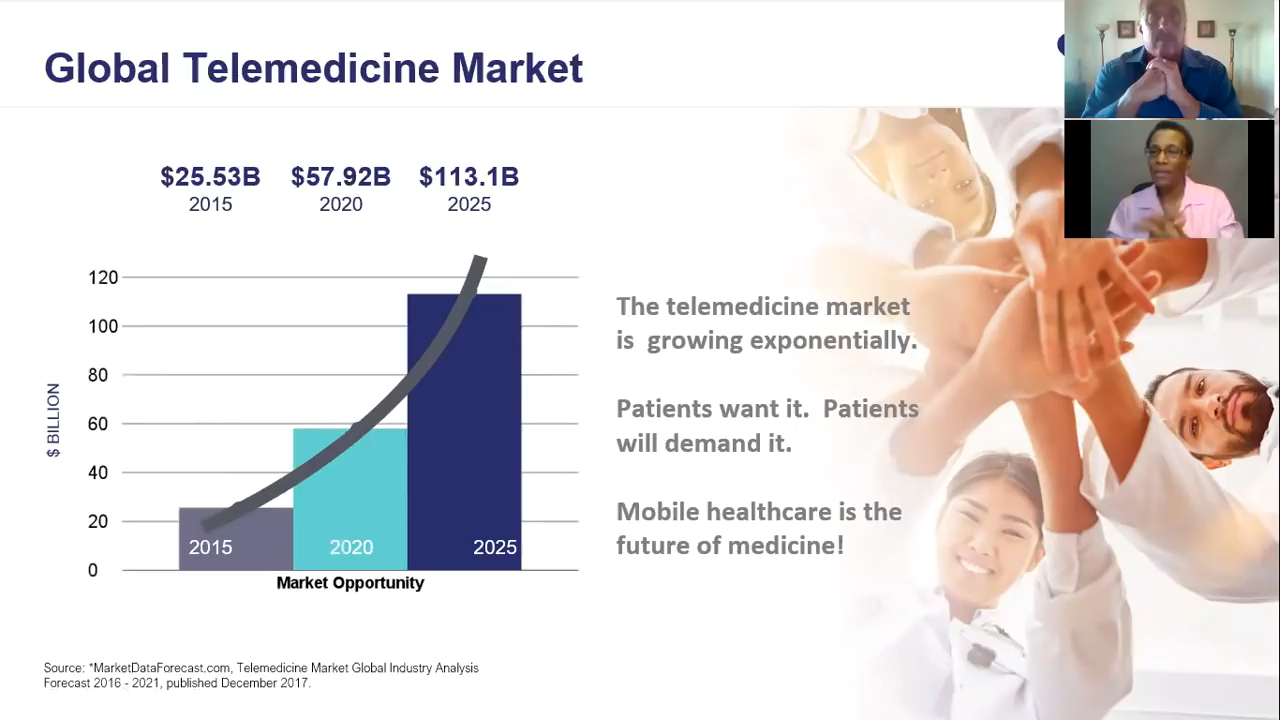 Global Telemedicine Market
$25.53B $57.92B $113.1B
2015 2020 2025
120
100
80
60
40
20
0
$ BILLION
2015 2020 2025
Market Opportunity
The telemedicine market
is growing exponentially.
Patients want it. Patients
will demand it.
Mobile healthcare is the
future of medicine!
Source: *MarketDataForecast.com, Telemedicine Market Global Industry Analysis
Forecast 2016 - 2021, published December 2017.